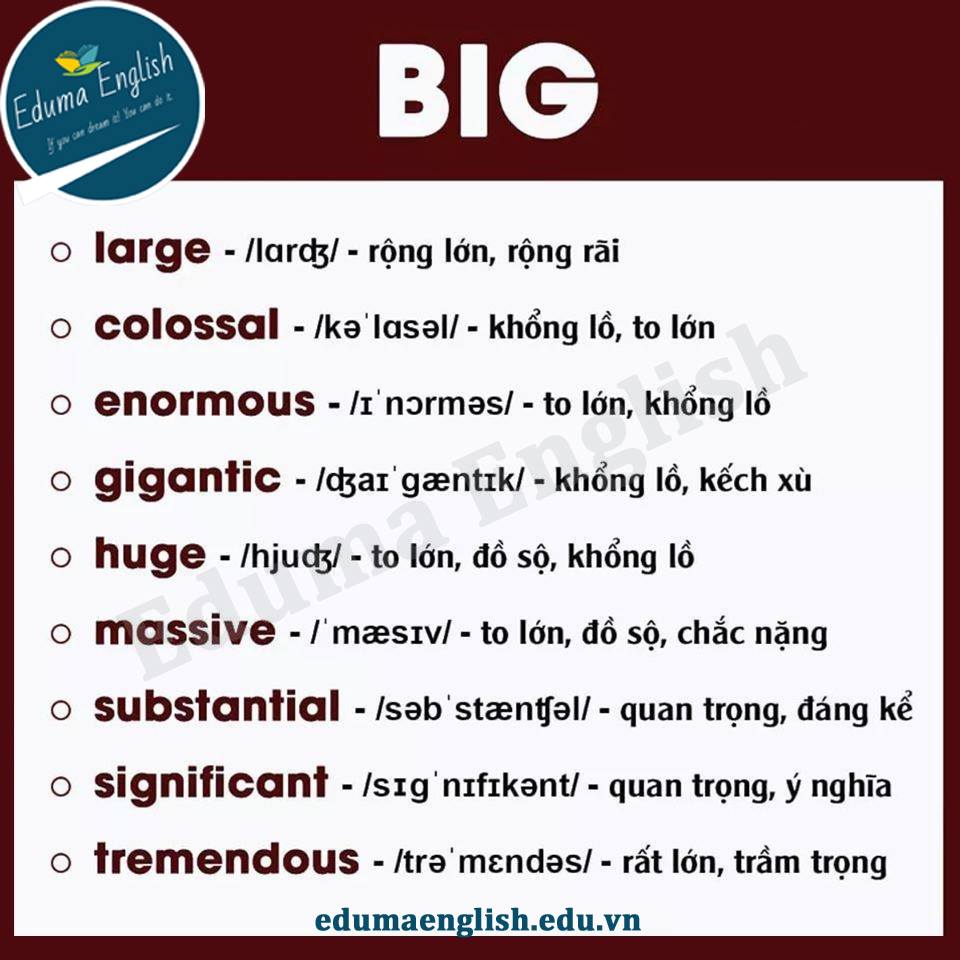 Eduma English
If you can dream it! You can do it.
BIG
large - /lɑrʤ/ - rộng lớn, rộng rãi
colossal - /kəˈlɑsəl/ - khổng lồ, to lớn
enormous - /ɪˈnɔrməs/ - to lớn, khổng lồ
gigantic - /ʤaɪˈgæntɪk/ - khổng lồ, kếch xù
huge - /hjuʤ/ - to lớn, đồ sộ, khổng lồ
massive - /ˈmæsɪv/ - to lớn, đồ sộ, chắc nặng
substantial - /səbˈstænʧəl/ - quan trọng, đáng kể
significant - /sɪgˈnɪfɪkənt/ - quan trọng, ý nghĩa
tremendous - /trəˈmɛndəs/ - rất lớn, trầm trọng
Eduma English
edumaenglish.edu.vn